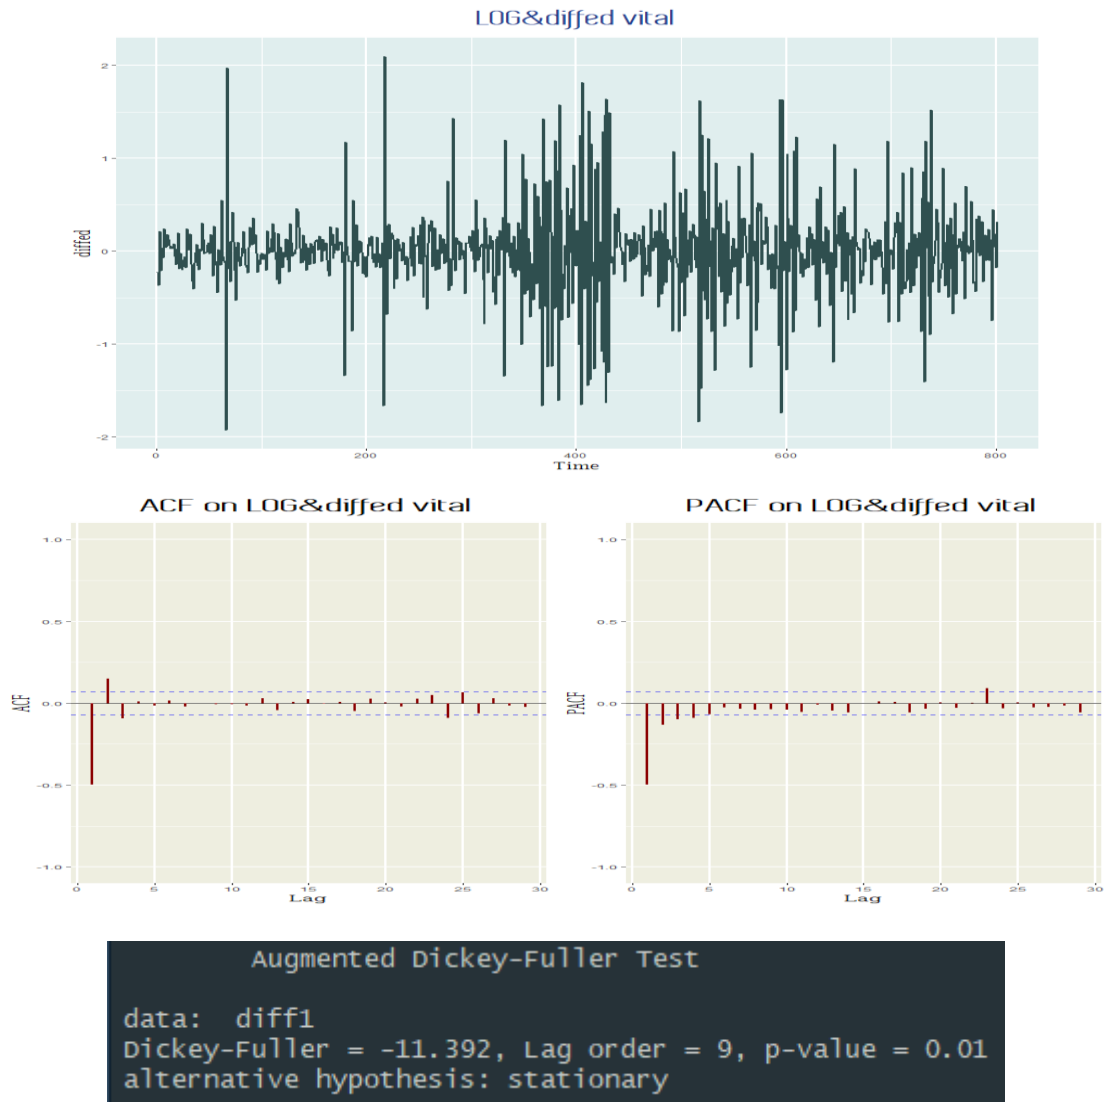 LOG&diffed vital
diffed
2
1
0
-1
-2
0 200 400 600 800
Time
ACF on LOG&diffed vital
ACF
1.0
0.5
0.0
-0.5
-1.0
0 5 10 15 20 25 30
Lag
PACF on LOG&diffed vital
PACF
1.0
0.5
0.0
-0.5
-1.0
0 5 10 15 20 25 30
Lag
Augmented Dickey-Fuller Test
data: diff1
Dickey-Fuller = -11.392, Lag order = 9, p-value = 0.01
alternative hypothesis: stationary